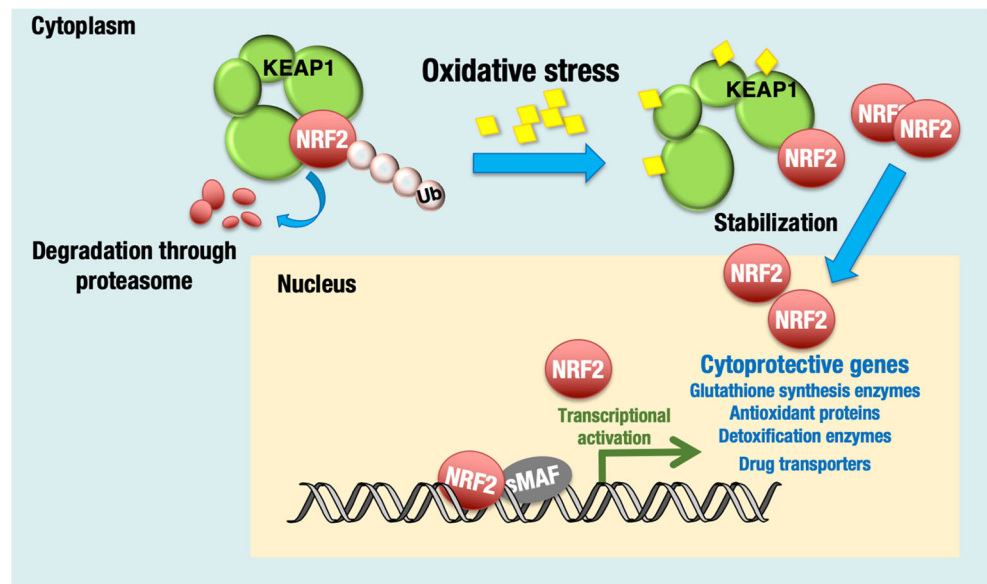 Cytoplasm
KEAP1
NRF2
Ub
Degradation through
proteasome
Oxidative stress
KEAP1
NRF2
NRF2
NRF2
Stabilization
Nucleus
NRF2
NRF2
NRF2
Cytoprotective genes
Glutathione synthesis enzymes
Antioxidant proteins
Detoxification enzymes
Drug transporters
Transcriptional
activation
NRF2
sMAF